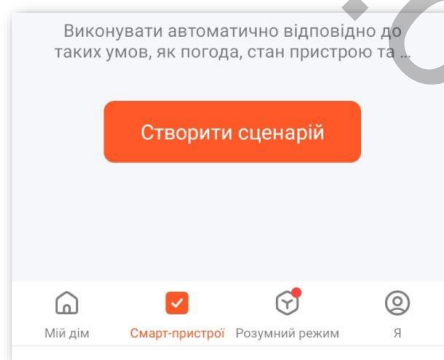 Виконувати автоматично відповідно до
таких умов, як погода, стан пристрою та ...
Створити сценарій
Мій дім
Смарт-пристрої
Розумний режим
Я